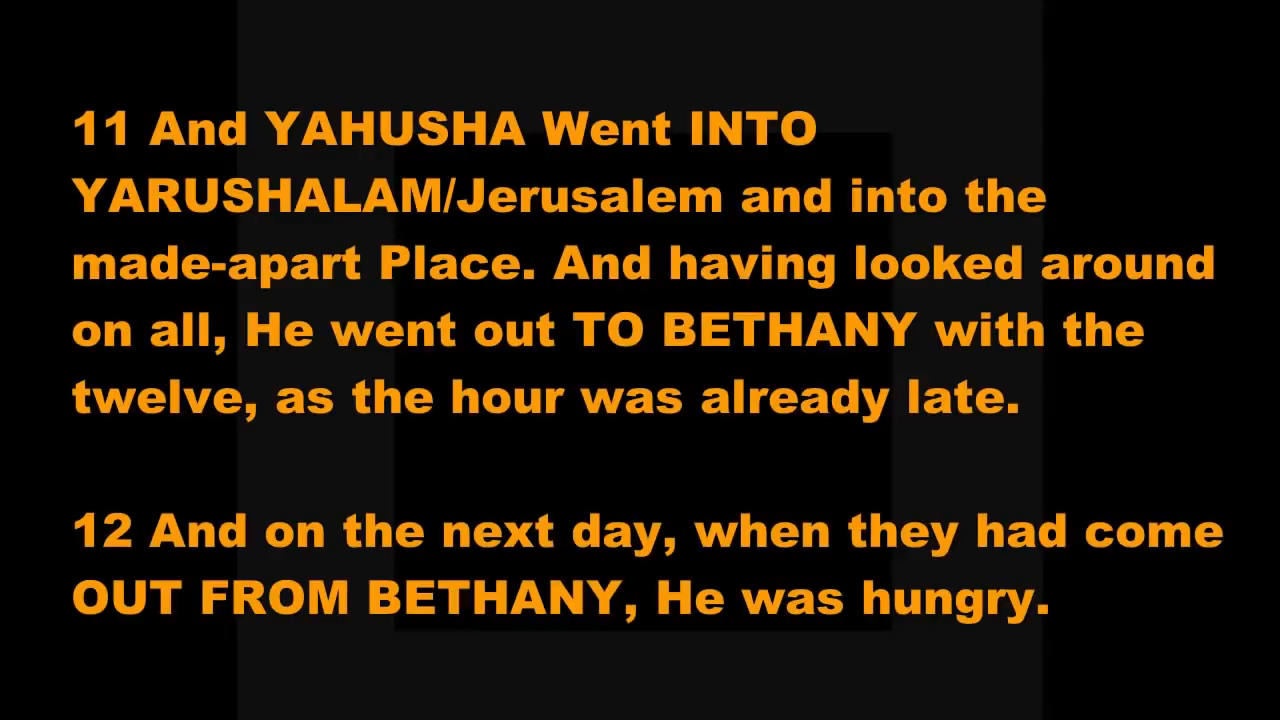 11 And YAHUSHA Went INTO
YARUSHALAM/Jerusalem and into the
made-apart Place. And having looked around
on all, He went out TO BETHANY with the
twelve, as the hour was already late.
12 And on the next day, when they had come
OUT FROM BETHANY, He was hungry.